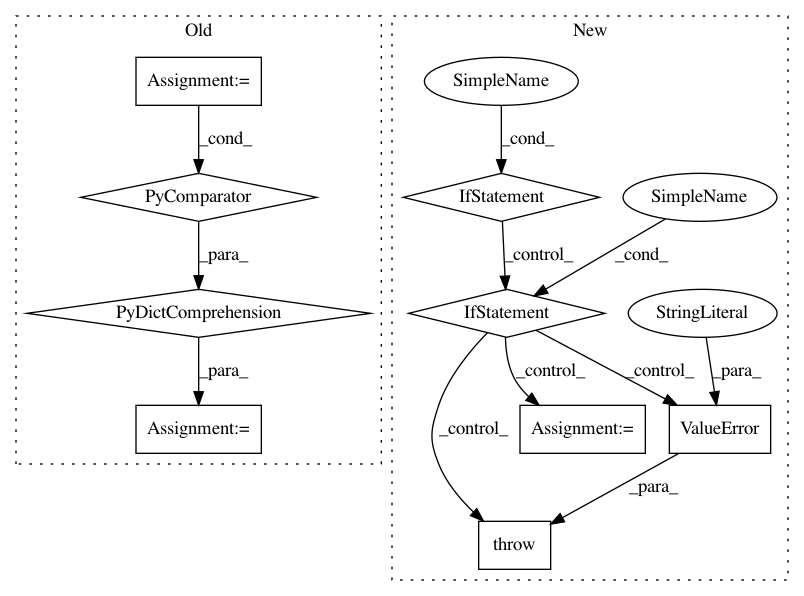 Old
New
Assignment:=
SimpleName
_cond_
_cond_
PyComparator
IfStatement
SimpleName
_para_
_control_
_cond_
PyDictComprehension
IfStatement
StringLiteral
_para_
_control_
_control_
_para_
_control_
Assignment:=
Assignment:=
ValueError
_para_
throw